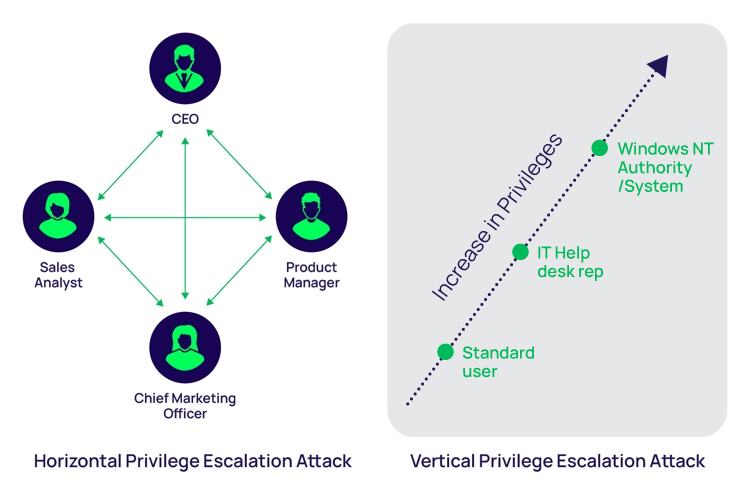 CEO
Sales
Analyst
Product
Manager
Chief Marketing
Officer
Horizontal Privilege Escalation Attack
Increase in Privileges
Windows NT
Authority
/System
IT Help
desk rep
Standard
user
Vertical Privilege Escalation Attack